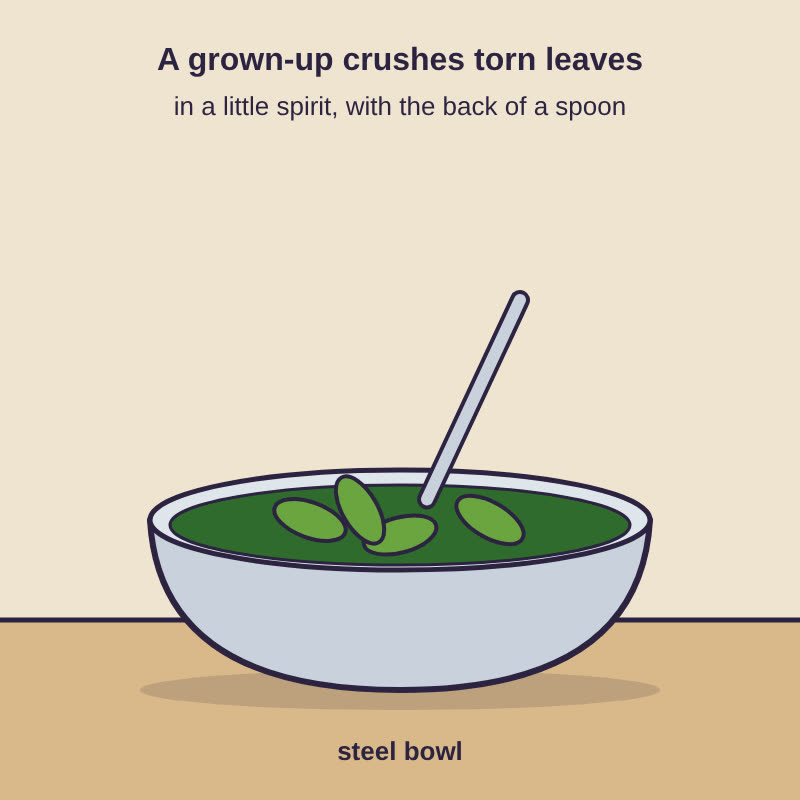 A grown-up crushes torn leaves
in a little spirit, with the back of a spoon
steel bowl